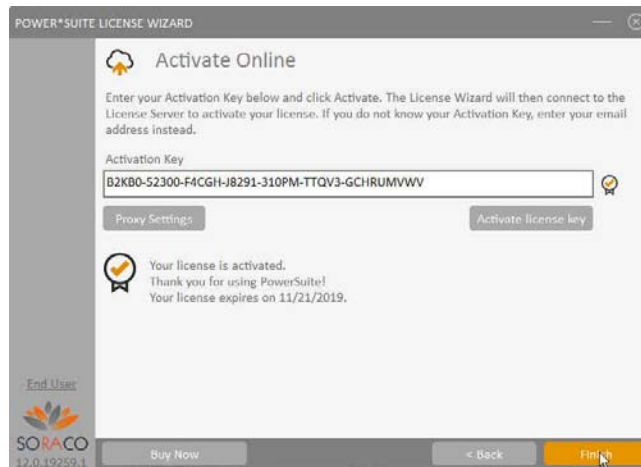 POWER*SUITE LICENSE WIZARD
Activate Online
Enter your Activation Key below and click Activate. The License Wizard will then connect to the
License Server to activate your license. If you do not know your Activation Key, enter your email
address instead.
Activation Key
B2KB0-52300-F4CGH-J8291-310PM-TTQV3-GCHRUMVWV
Proxy Settings
Activate license key
Your license is activated.
Thank you for using PowerSuite!
Your license expires on 11/21/2019.
End User
SORACO
12.0.19259.1
Buy Now
< Back
Finish